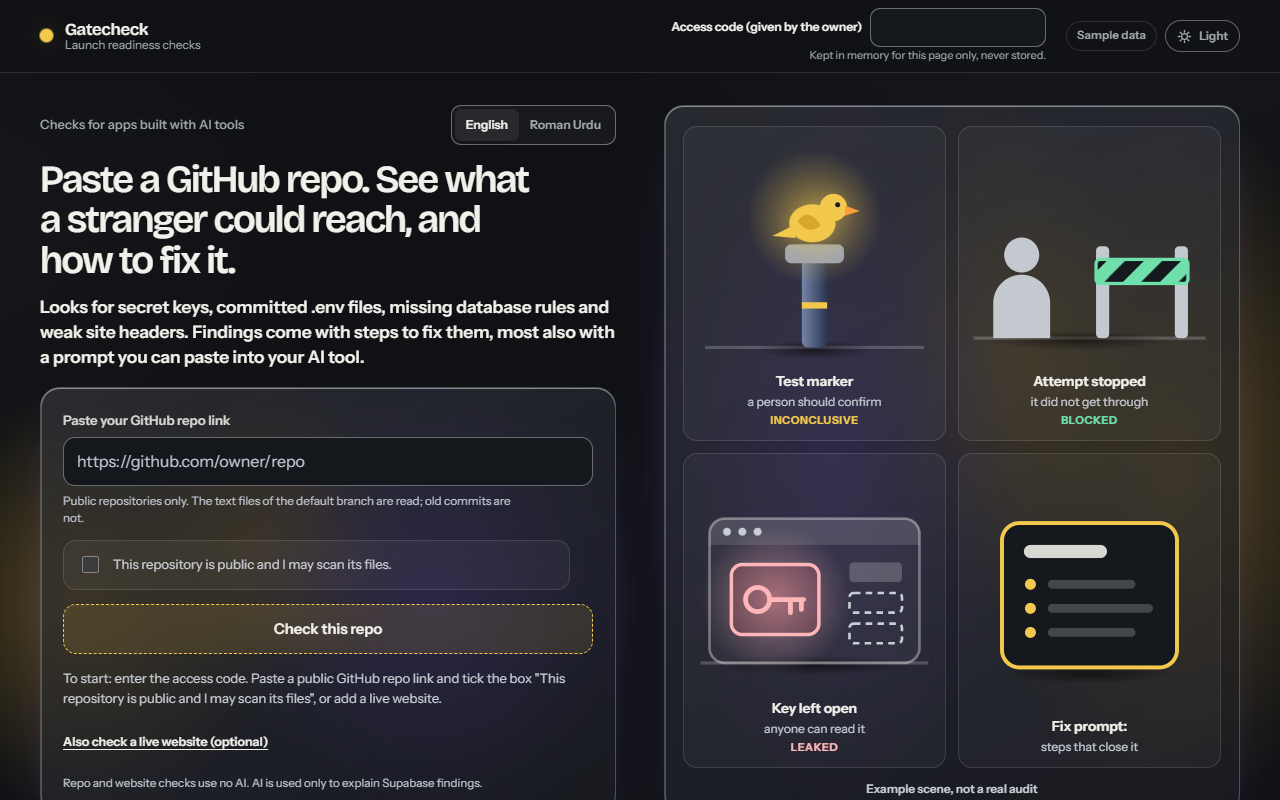 Gatecheck
Launch readiness checks
Access code (given by the owner)
Kept in memory for this page only, never stored.
Sample data
Light
Checks for apps built with AI tools
English
Roman Urdu
Paste a GitHub repo. See what
a stranger could reach, and
how to fix it.
Looks for secret keys, committed .env files, missing database rules and
weak site headers. Findings come with steps to fix them, most also with
a prompt you can paste into your AI tool.
Paste your GitHub repo link
https://github.com/owner/repo
Public repositories only. The text files of the default branch are read; old commits are
not.
This repository is public and I may scan its files.
Check this repo
To start: enter the access code. Paste a public GitHub repo link and tick the box "This
repository is public and I may scan its files", or add a live website.
Also check a live website (optional)
Repo and website checks use no AI. AI is used only to explain Supabase findings.
Test marker
a person should confirm
INCONCLUSIVE
Attempt stopped
it did not get through
BLOCKED
Key left open
anyone can read it
LEAKED
Fix prompt:
steps that close it
Example scene, not a real audit